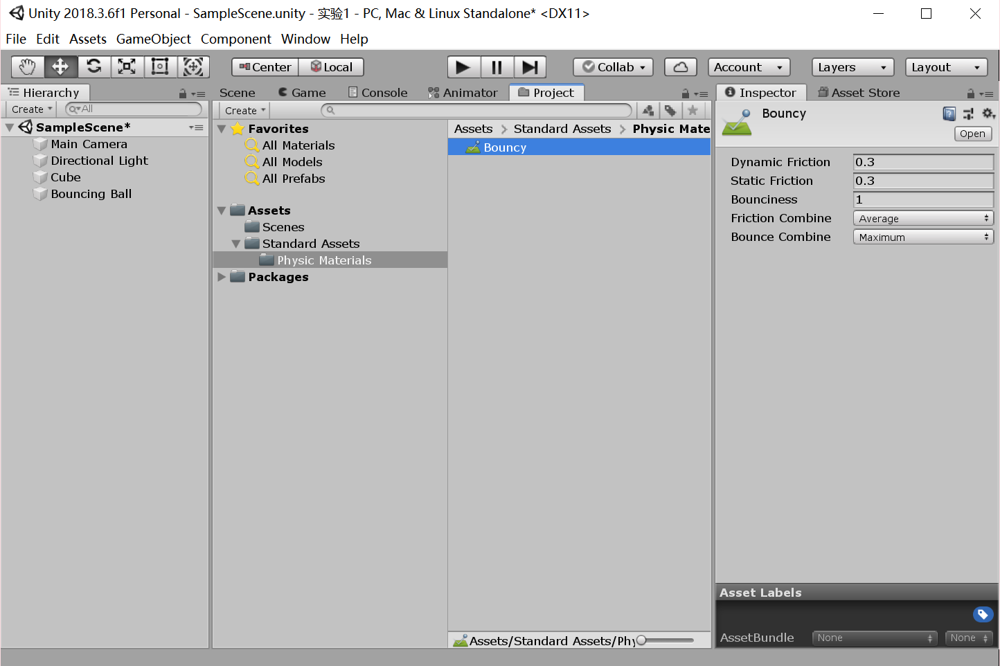 Unity 2018.3.6f1 Personal - SampleScene.unity - 实验1 - PC, Mac & Linux Standalone* <DX11>
File Edit Assets GameObject Component Window Help
Center Local Collab Account Layers Layout
Hierarchy
Create All
SampleScene*
Main Camera
Directional Light
Cube
Bouncing Ball
Scene Game Console Animator Project
Create
Favorites
All Materials
All Models
All Prefabs
Assets
Scenes
Standard Assets
Physic Materials
Packages
Assets > Standard Assets > Physic Mate
Bouncy
Assets/Standard Assets/Phy
Inspector Asset Store
Bouncy
Open
Dynamic Friction 0.3
Static Friction 0.3
Bounciness 1
Friction Combine Average
Bounce Combine Maximum
Asset Labels
AssetBundle None None